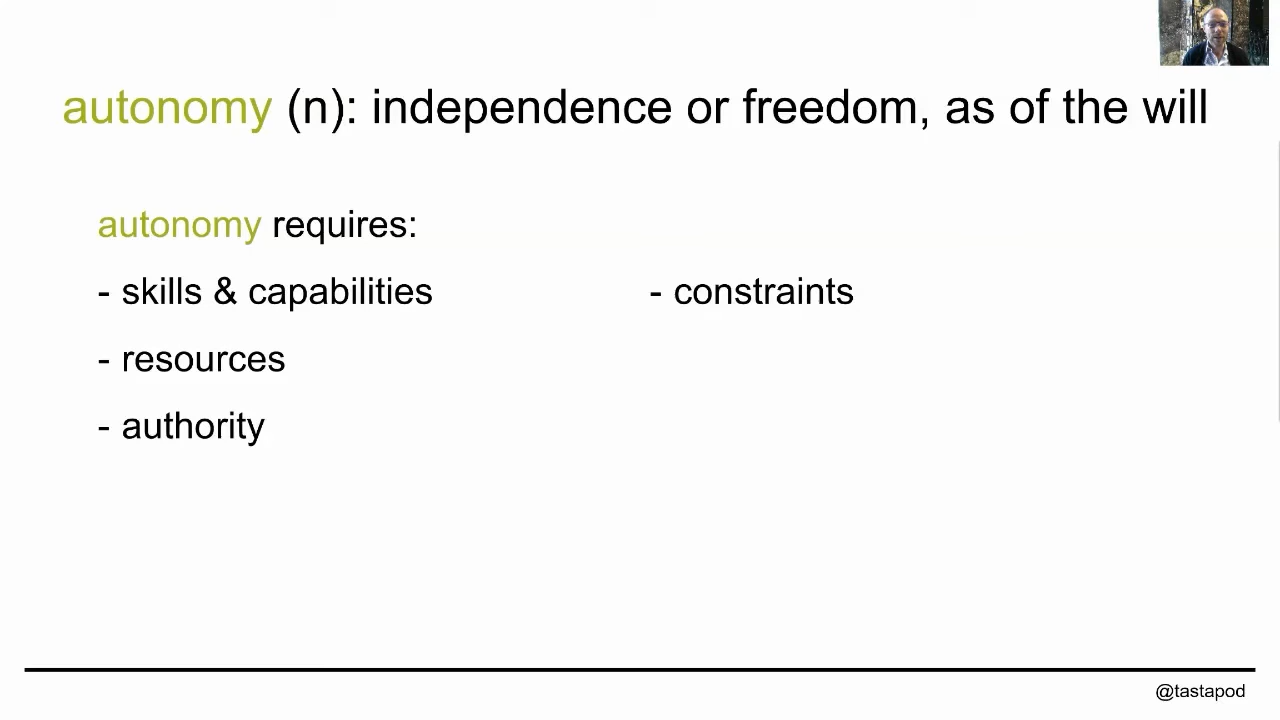 autonomy (n): independence or freedom, as of the will
autonomy requires:
- skills & capabilities
- resources
- authority
- constraints
@tastapod